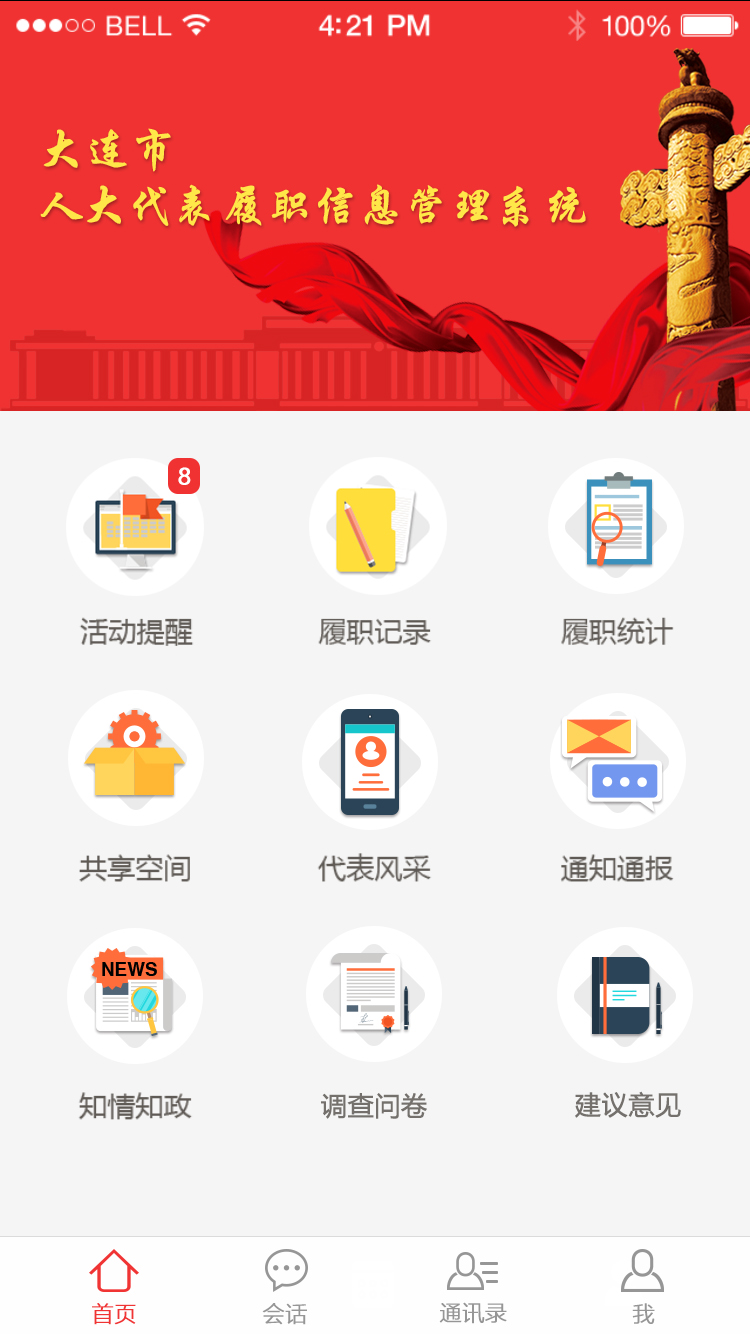 BELL 4:21 PM 100%
大连市
人大代表履职信息管理系统
8
活动提醒 履职记录 履职统计
共享空间 代表风采 通知通报
NEWS
知情知政 调查问卷 建议意见
首页 会话 通讯录 我